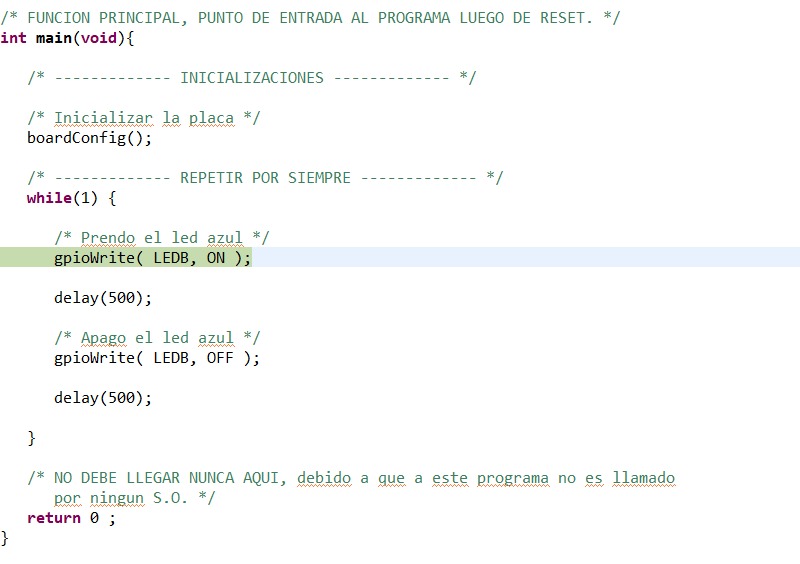 /* FUNCION PRINCIPAL, PUNTO DE ENTRADA AL PROGRAMA LUEGO DE RESET. */
int main(void){
/* ------------- INICIALIZACIONES ------------- */
/* Inicializar la placa */
boardConfig();
/* ------------- REPETIR POR SIEMPRE ------------- */
while(1) {
/* Prendo el led azul */
gpioWrite( LEDB, ON );
delay(500);
/* Apago el led azul */
gpioWrite( LEDB, OFF );
delay(500);
}
/* NO DEBE LLEGAR NUNCA AQUI, debido a que a este programa no es llamado
por ningun S.O. */
return 0 ;
}